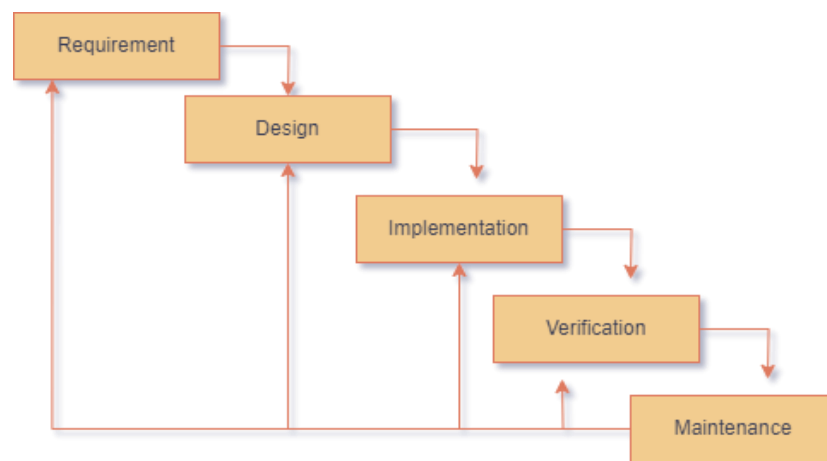 Requirement
Design
Implementation
Verification
Maintenance